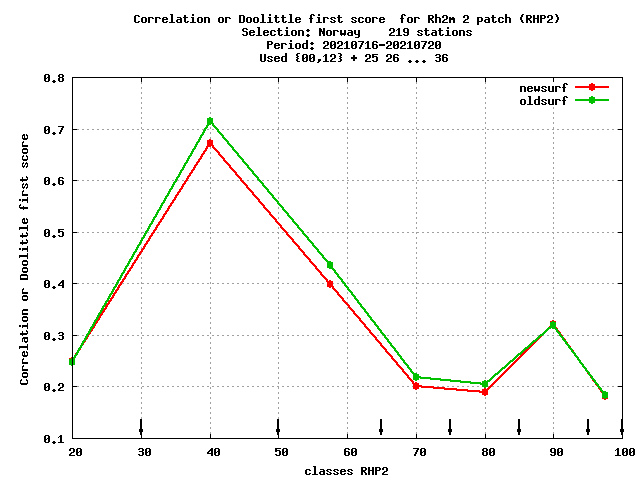 Correlation or Doolittle first score  for Rh2m 2 patch (RHP2)
Selection: Norway    219 stations
Period: 20210716-20210720
Used {00,12} + 25 26 ... 36
newsurf
oldsurf
Correlation or Doolittle first score
0.8
0.7
0.6
0.5
0.4
0.3
0.2
0.1
20 30 40 50 60 70 80 90 100
classes RHP2